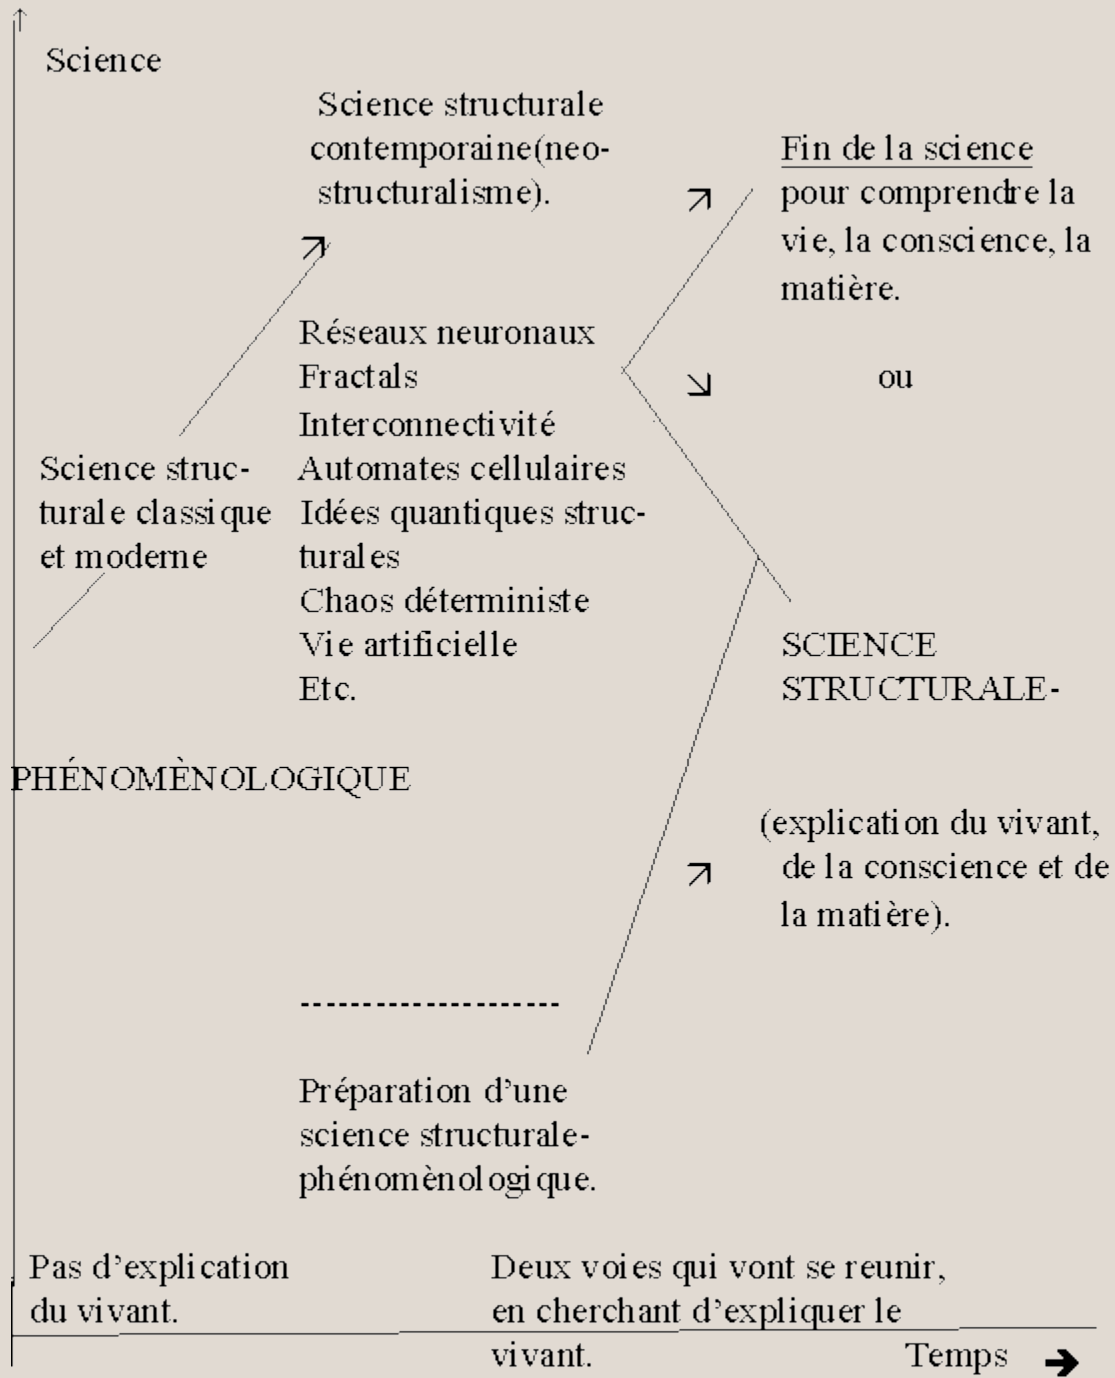 Science
Science structurale
contemporaine(neo-
structuralisme).
Fin de la science
pour comprendre la
vie, la conscience, la
matière.
ou
Réseaux neuronaux
Fractals
Interconnectivité
Automates cellulaires
Idées quantiques struc-
turales
Chaos déterministe
Vie artificielle
Etc.
Science struc-
turale classique
et moderne
SCIENCE
STRUCTURALE-
PHÉNOMÈNOLOGIQUE
(explication du vivant,
de la conscience et de
la matière).
--------------------
Préparation d’une
science structurale-
phénomènologique.
Pas d’explication
du vivant.
Deux voies qui vont se reunir,
en cherchant d’expliquer le
vivant.
Temps